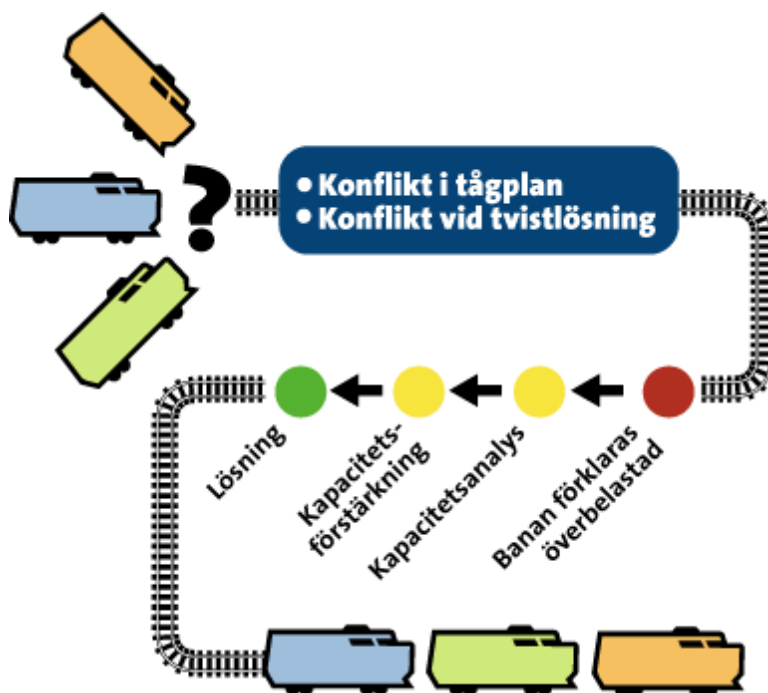 ?
• Konflikt i tågplan
• Konflikt vid tvistlösning
Lösning
Kapacitets-
förstärkning
Kapacitetsanalys
Banan förklaras
överbelastad